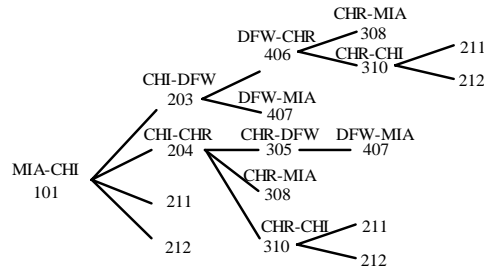 CHR-MIA
308
DFW-CHR
406
CHR-CHI
310
211
212
CHI-DFW
203
DFW-MIA
407
CHI-CHR
204
CHR-DFW
305
DFW-MIA
407
MIA-CHI
101
CHR-MIA
308
211
CHR-CHI
310
211
212
212